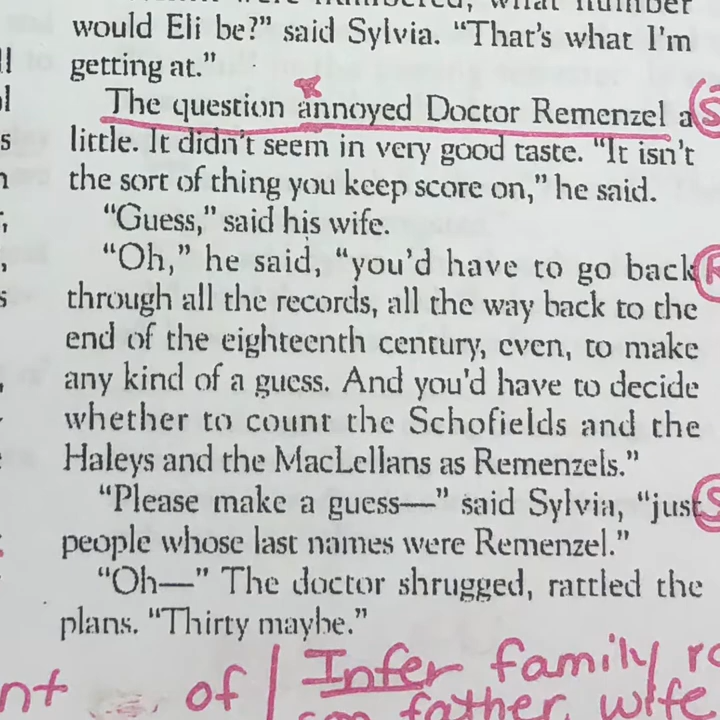 would Eli be?" said Sylvia. "That's what I'm
getting at."
The question annoyed Doctor Remenzel a
little. It didn't seem in very good taste. "It isn't
the sort of thing you keep score on," he said.
"Guess," said his wife.
"Oh," he said, "you'd have to go back
through all the records, all the way back to the
end of the eighteenth century, even, to make
any kind of a guess. And you'd have to decide
whether to count the Schofields and the
Haleys and the MacLellans as Remenzels."
"Please make a guess—" said Sylvia, "just
people whose last names were Remenzel."
"Oh—" The doctor shrugged, rattled the
plans. "Thirty maybe."
of | Infer family
father, wife